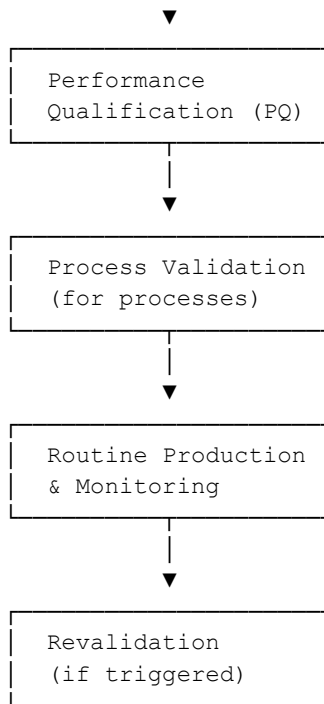 Performance
Qualification (PQ)
Process Validation
(for processes)
Routine Production
& Monitoring
Revalidation
(if triggered)